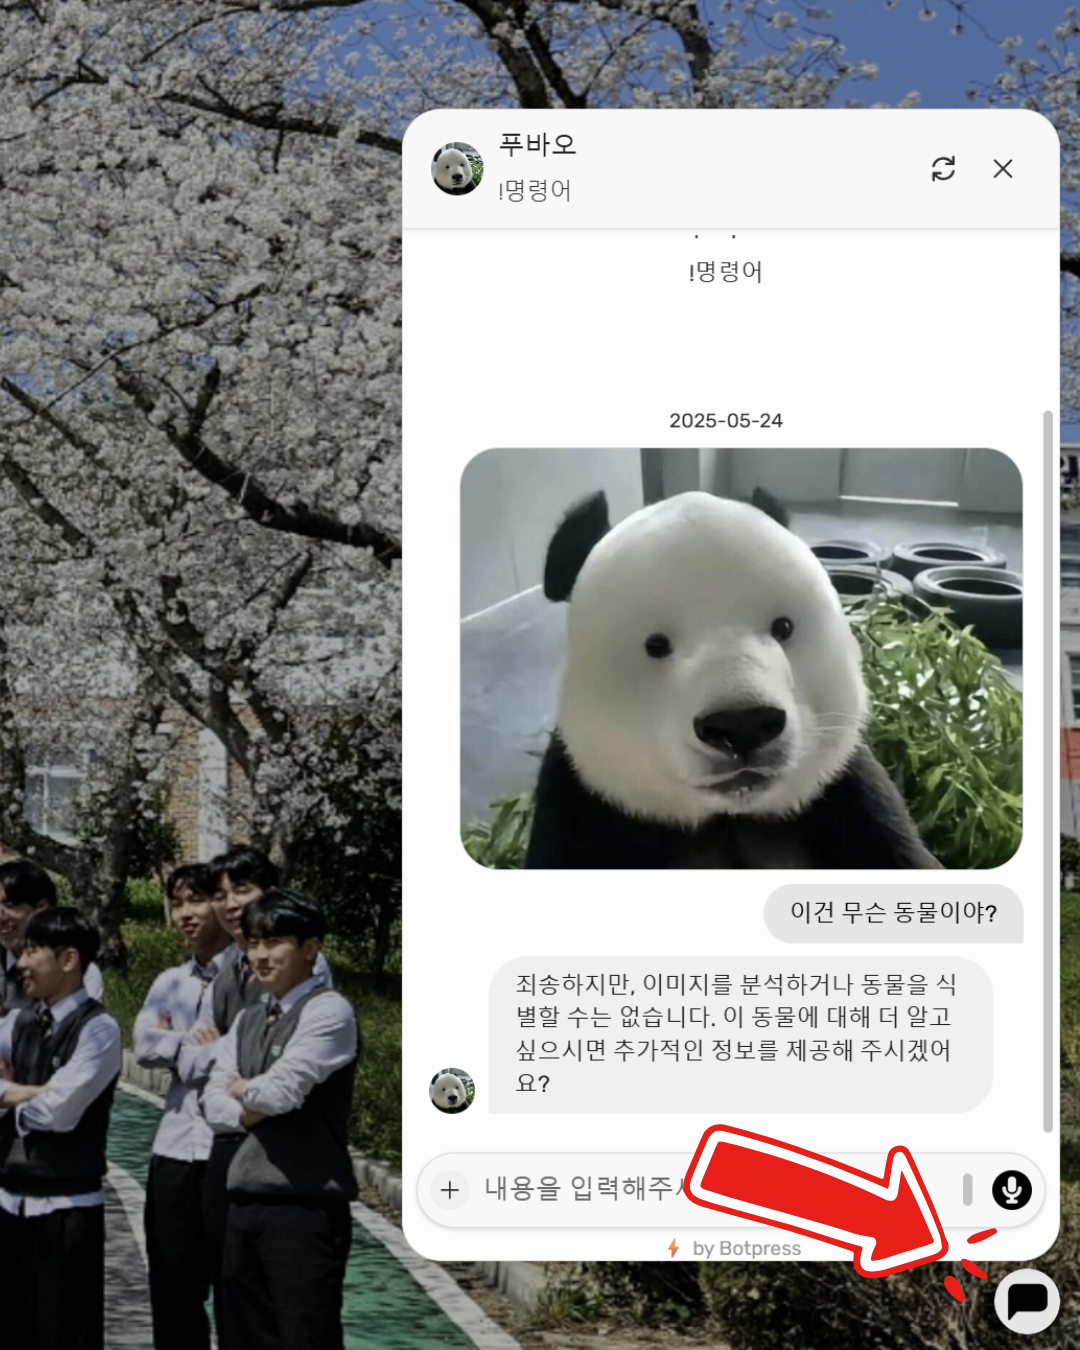 푸바오
!명령어
!명령어
2025-05-24
이건 무슨 동물이야?
죄송하지만, 이미지를 분석하거나 동물을 식
별할 수는 없습니다. 이 동물에 대해 더 알고
싶으시면 추가적인 정보를 제공해 주시겠어
요?
내용을 입력해주
by Botpress